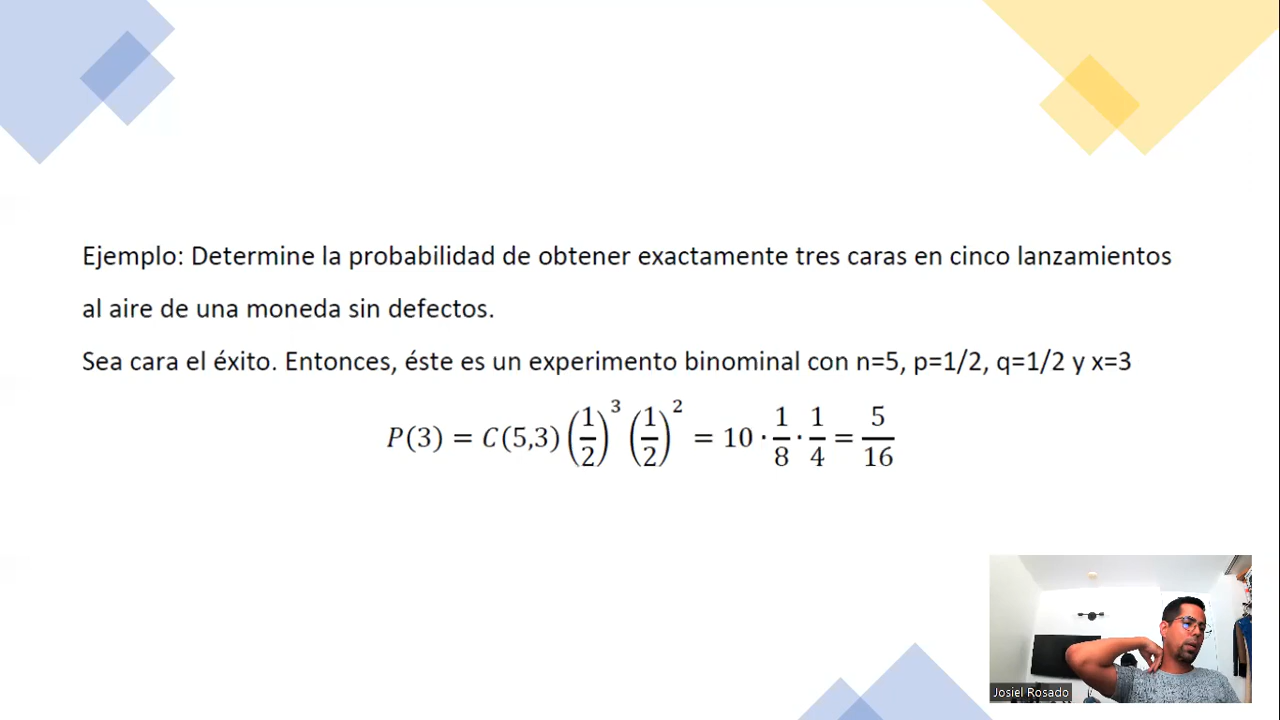 Ejemplo: Determine la probabilidad de obtener exactamente tres caras en cinco lanzamientos
al aire de una moneda sin defectos.
Sea cara el éxito. Entonces, éste es un experimento binominal con n=5, p=1/2, q=1/2 y x=3
P(3) = C(5,3) (1/2)^3 (1/2)^2 = 10 · 1/8 · 1/4 = 5/16
Josiel Rosado